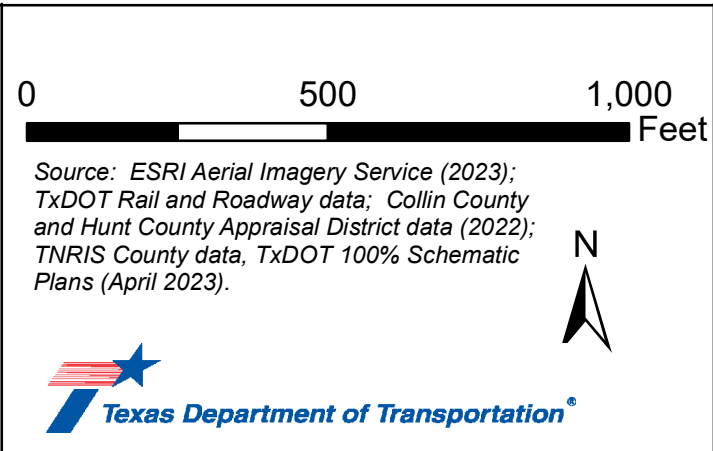 0 500 1,000
Feet
Source: ESRI Aerial Imagery Service (2023);
TxDOT Rail and Roadway data; Collin County
and Hunt County Appraisal District data (2022);
TNRIS County data, TxDOT 100% Schematic
Plans (April 2023).
N
Texas Department of Transportation®